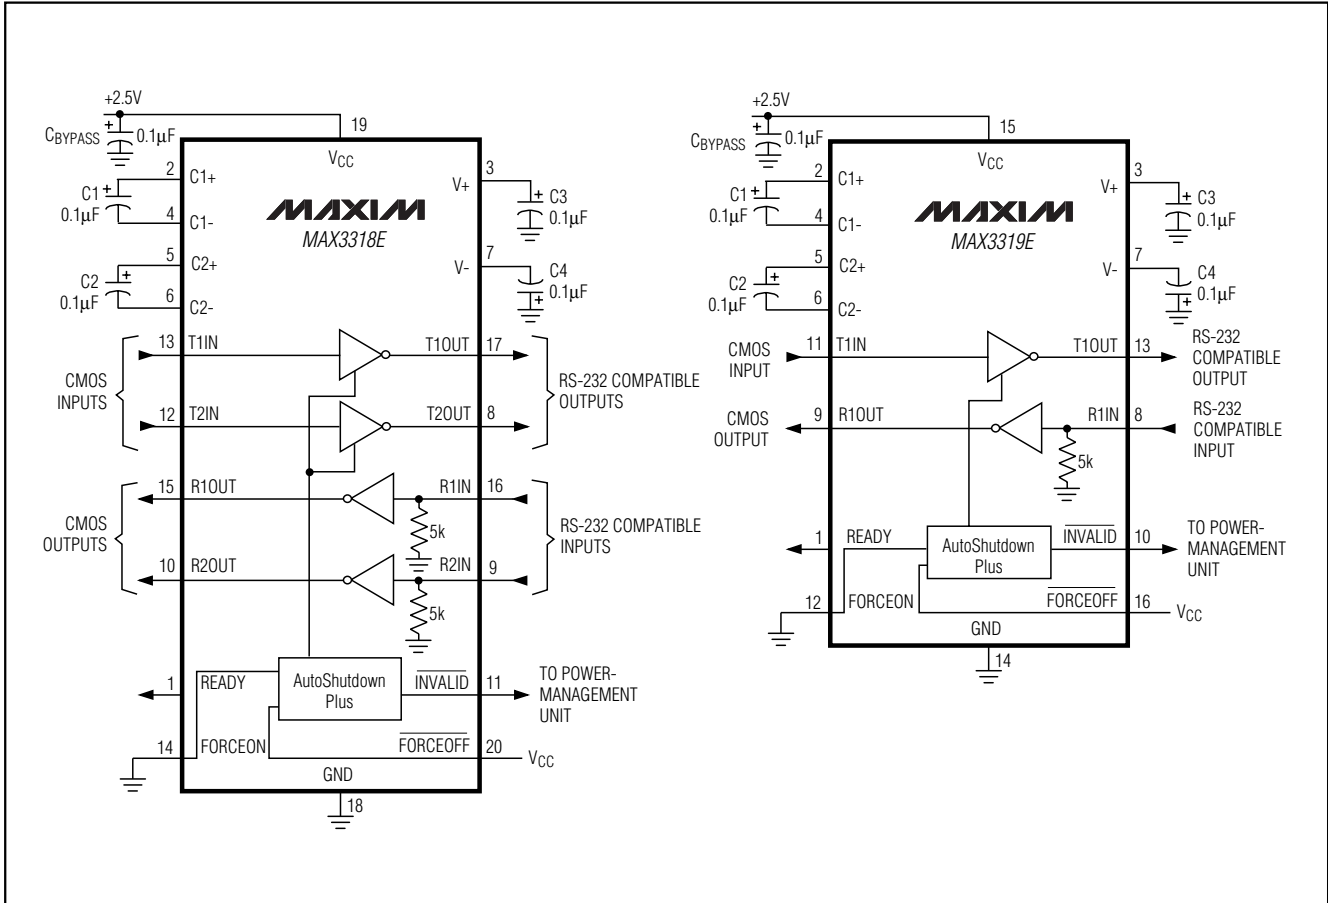 +2.5V
CBYPASS
+
0.1µF
19
VCC
2
C1+
C1
+
0.1µF
4
C1-
5
C2+
C2
+
0.1µF
6
C2-
3
V+
+
C3
0.1µF
7
V-
C4
0.1µF
+
MAXIM
MAX3318E
CMOS
INPUTS
13
T1IN
T1OUT
17
12
T2IN
T2OUT
8
RS-232 COMPATIBLE
OUTPUTS
CMOS
OUTPUTS
15
R1OUT
R1IN
16
5k
10
R2OUT
R2IN
9
5k
RS-232 COMPATIBLE
INPUTS
1
READY
AutoShutdown
Plus
INVALID
11
TO POWER-
MANAGEMENT
UNIT
14
FORCEON
FORCEOFF
20
VCC
GND
18
+2.5V
CBYPASS
+
0.1µF
15
VCC
2
C1+
C1
+
0.1µF
4
C1-
5
C2+
C2
+
0.1µF
6
C2-
3
V+
+
C3
0.1µF
7
V-
C4
0.1µF
+
MAXIM
MAX3319E
CMOS
INPUT
11
T1IN
T1OUT
13
RS-232
COMPATIBLE
OUTPUT
CMOS
OUTPUT
9
R1OUT
R1IN
8
RS-232
COMPATIBLE
INPUT
5k
1
READY
AutoShutdown
Plus
INVALID
10
TO POWER-
MANAGEMENT
UNIT
12
FORCEON
FORCEOFF
16
VCC
GND
14